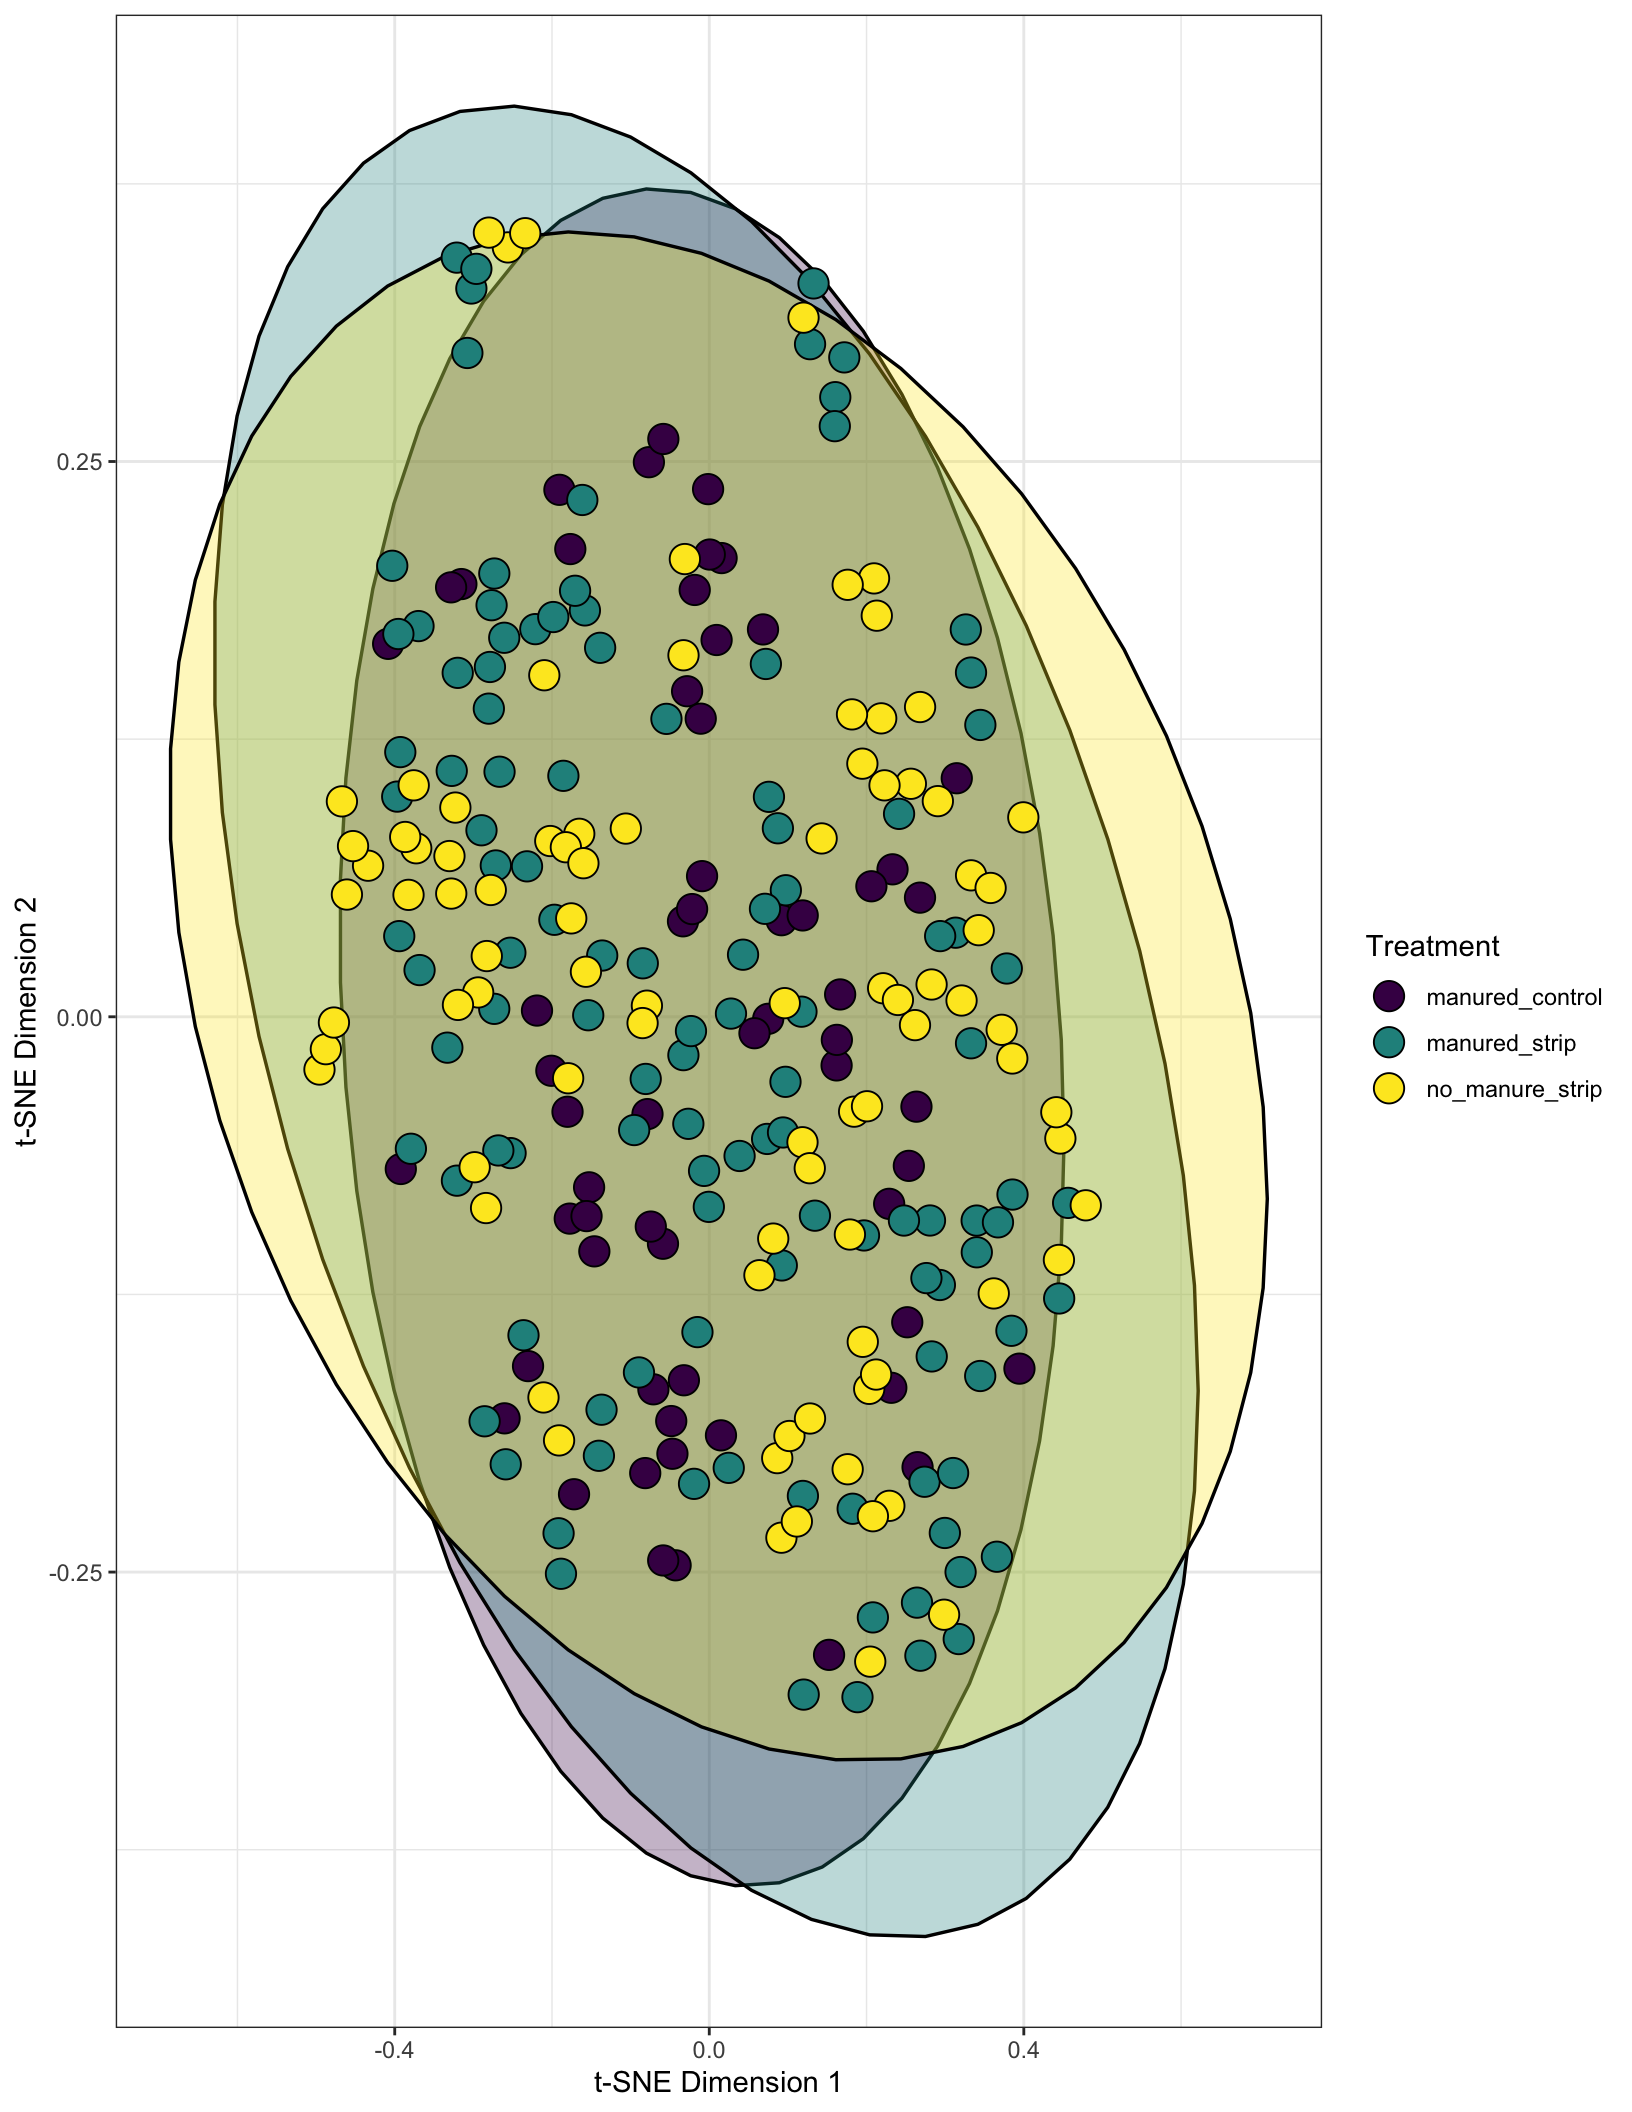 0.25
0.00
-0.25
t-SNE Dimension 2
-0.4
0.0
0.4
t-SNE Dimension 1
Treatment
manured_control
manured_strip
no_manure_strip